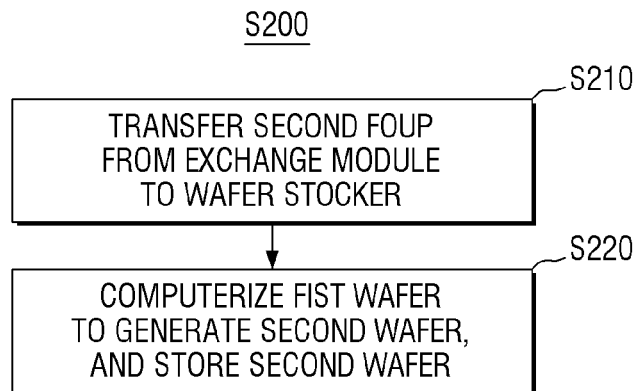 S200
S210
TRANSFER SECOND FOUP
FROM EXCHANGE MODULE
TO WAFER STOCKER
S220
COMPUTERIZE FIST WAFER
TO GENERATE SECOND WAFER,
AND STORE SECOND WAFER